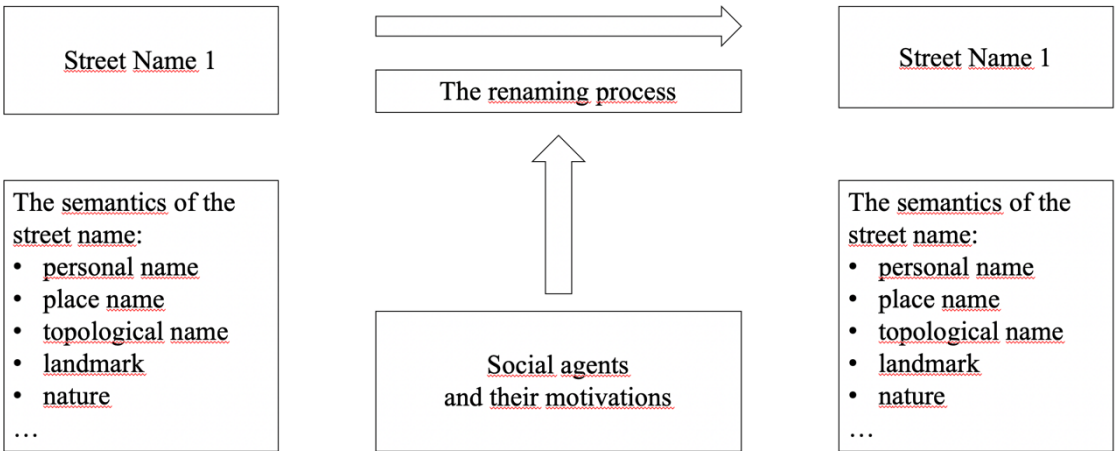 Street Name 1
The renaming process
Street Name 1
The semantics of the
street name:
• personal name
• place name
• topological name
• landmark
• nature
…
Social agents
and their motivations
The semantics of the
street name:
• personal name
• place name
• topological name
• landmark
• nature
…